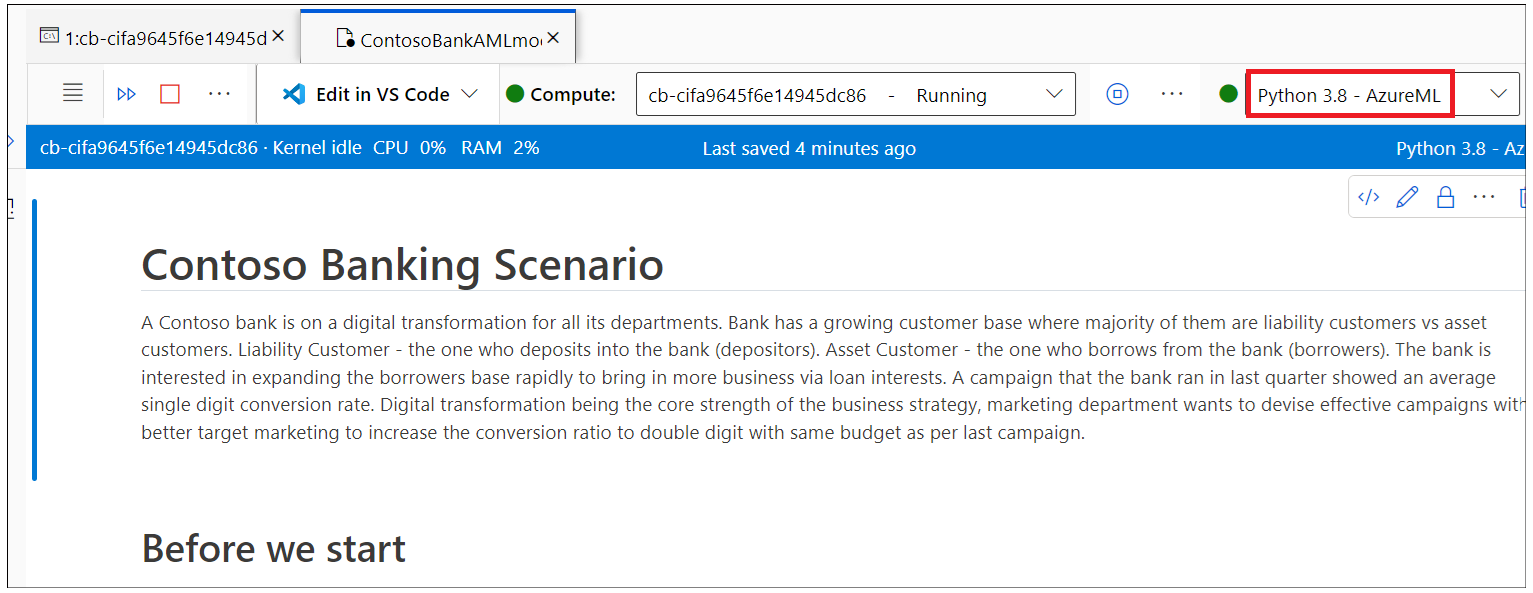 1:cb-cifa9645f6e14945d
ContosoBankAMLmo
Edit in VS Code
Compute:
cb-cifa9645f6e14945dc86 - Running
Python 3.8 - AzureML
cb-cifa9645f6e14945dc86 · Kernel idle CPU 0% RAM 2%
Last saved 4 minutes ago
Python 3.8 - Az
Contoso Banking Scenario
A Contoso bank is on a digital transformation for all its departments. Bank has a growing customer base where majority of them are liability customers vs asset
customers. Liability Customer - the one who deposits into the bank (depositors). Asset Customer - the one who borrows from the bank (borrowers). The bank is
interested in expanding the borrowers base rapidly to bring in more business via loan interests. A campaign that the bank ran in last quarter showed an average
single digit conversion rate. Digital transformation being the core strength of the business strategy, marketing department wants to devise effective campaigns with
better target marketing to increase the conversion ratio to double digit with same budget as per last campaign.
Before we start